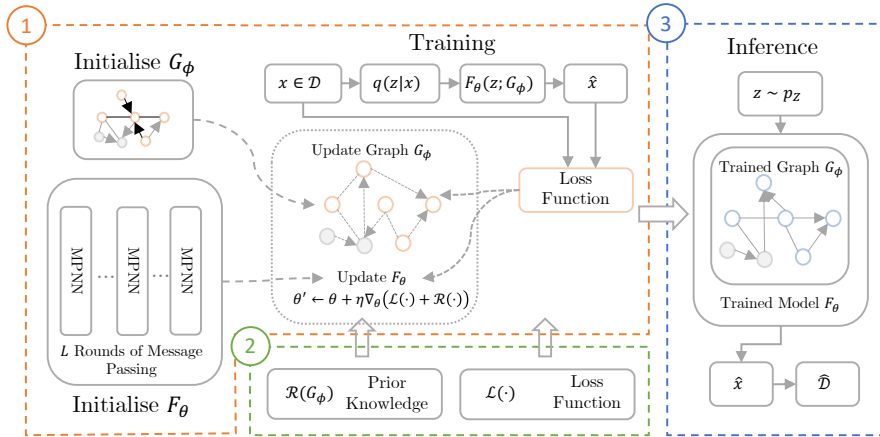 1
Initialise G_ϕ
MPNN
...
MPNN
...
MPNN
L Rounds of Message
Passing
Initialise F_θ
Training
x ∈ 𝒟
q(z|x)
F_θ(z; G_ϕ)
x̂
Update Graph G_ϕ
Loss
Function
Update F_θ
θ′ ← θ + η∇_θ(ℒ(·) + ℛ(·))
2
ℛ(G_ϕ)
Prior
Knowledge
ℒ(·)
Loss
Function
3
Inference
z ~ p_Z
Trained Graph G_ϕ
Trained Model F_θ
x̂
𝒟̂